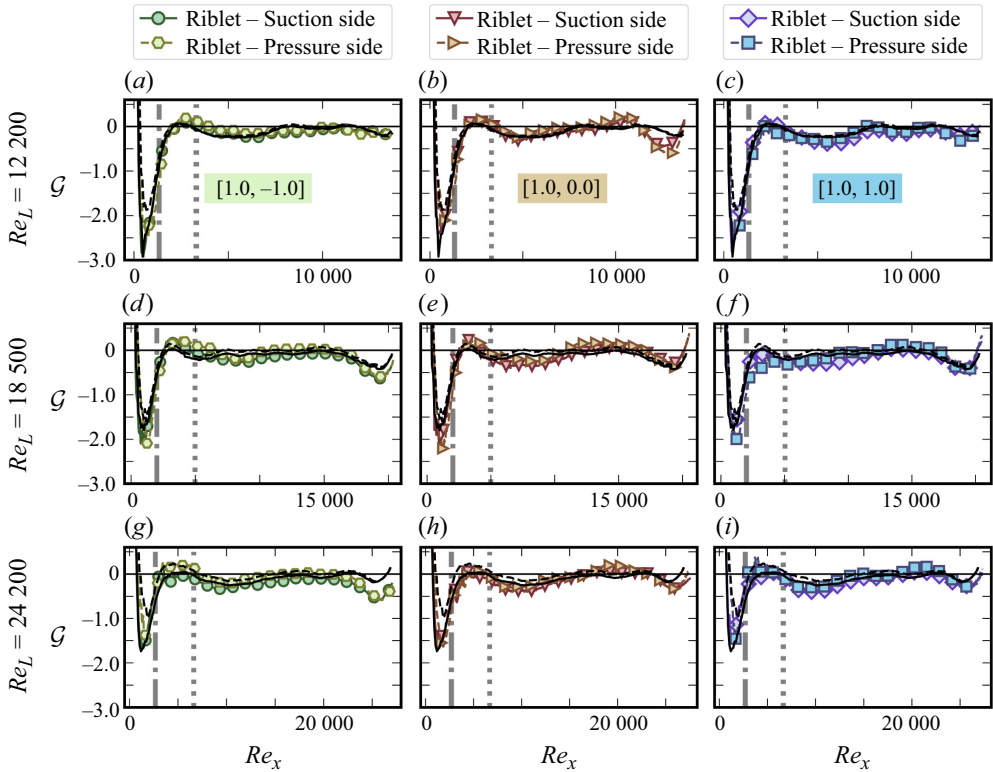 Riblet – Suction side
Riblet – Pressure side
Riblet – Suction side
Riblet – Pressure side
Riblet – Suction side
Riblet – Pressure side
(a) (b) (c)
Re_L = 12 200
𝒢
0
–1.0
–2.0
–3.0
[1.0, –1.0]
[1.0, 0.0]
[1.0, 1.0]
0 10 000 0 10 000 0 10 000
(d) (e) (f)
Re_L = 18 500
𝒢
0
–1.0
–2.0
–3.0
0 15 000 0 15 000 0 15 000
(g) (h) (i)
Re_L = 24 200
𝒢
0
–1.0
–2.0
–3.0
0 20 000 0 20 000 0 20 000
Re_x Re_x Re_x